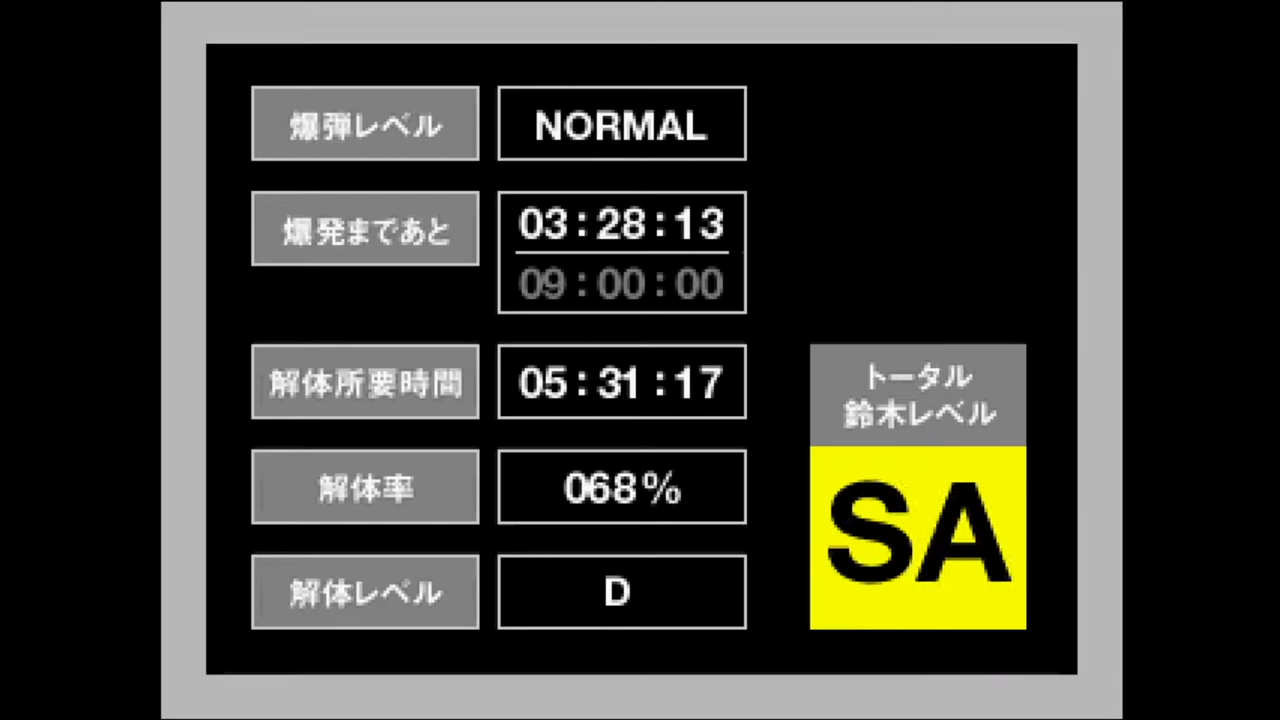 爆弾レベル NORMAL
爆発まであと 03:28:13
09:00:00
解体所要時間 05:31:17
解体率 068%
解体レベル D
トータル
鈴木レベル
SA